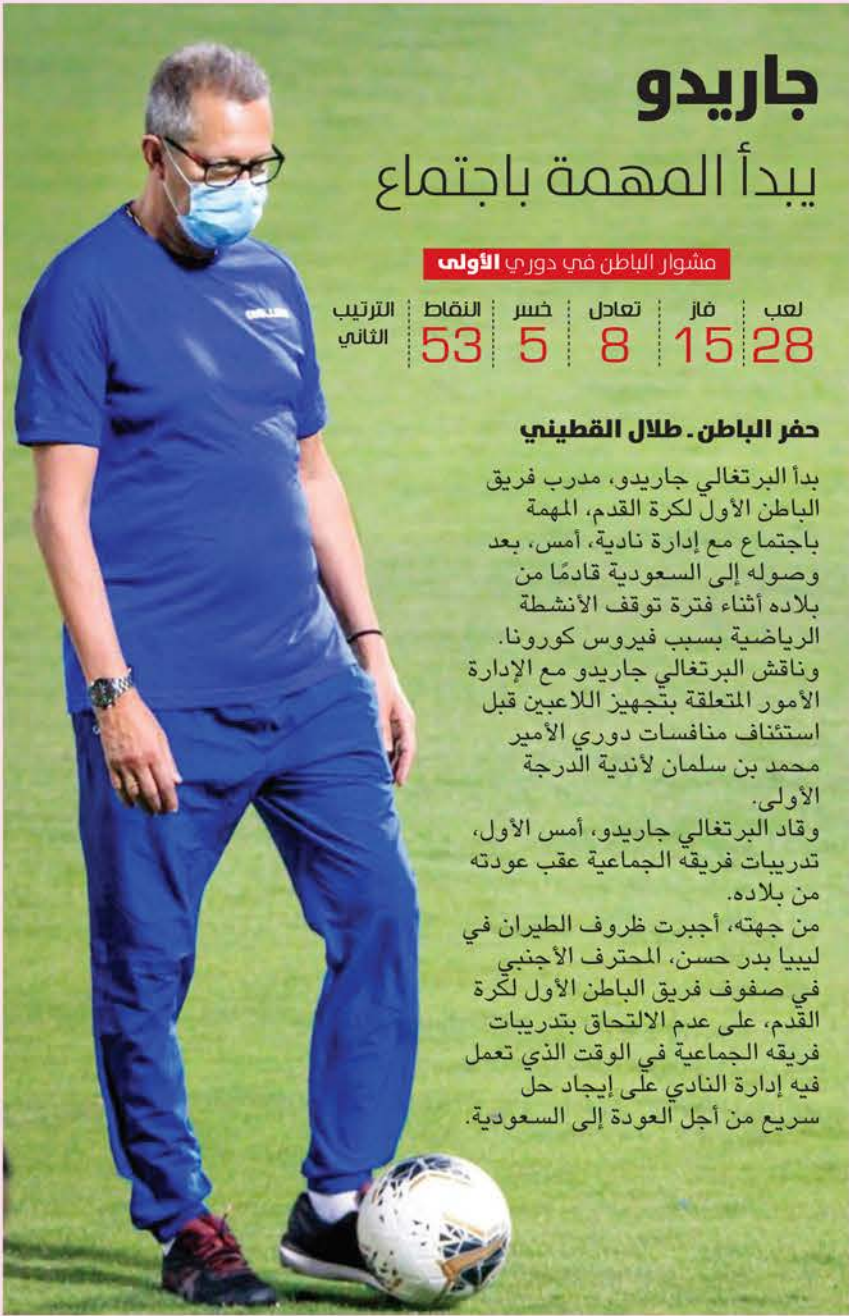 جاريدو
يبدأ المهمة باجتماع
مشوار الباطن في دوري الأولى
لعب فاز تعادل خسر النقاط الترتيب
28 15 8 5 53 الثاني
حفر الباطن ـ طلال القطيني
بدأ البرتغالي جاريدو، مدرب فريق
الباطن الأول لكرة القدم، المهمة
باجتماع مع إدارة نادية، أمس، بعد
وصوله إلى السعودية قادمًا من
بلاده أثناء فترة توقف الأنشطة
الرياضية بسبب فيروس كورونا.
وناقش البرتغالي جاريدو مع الإدارة
الأمور المتعلقة بتجهيز اللاعبين قبل
استئناف منافسات دوري الأمير
محمد بن سلمان لأندية الدرجة
الأولى.
وقاد البرتغالي جاريدو، أمس الأول،
تدريبات فريقه الجماعية عقب عودته
من بلاده.
من جهته، أجبرت ظروف الطيران في
ليبيا بدر حسن، المحترف الأجنبي
في صفوف فريق الباطن الأول لكرة
القدم، على عدم الالتحاق بتدريبات
فريقه الجماعية في الوقت الذي تعمل
فيه إدارة النادي على إيجاد حل
سريع من أجل العودة إلى السعودية.